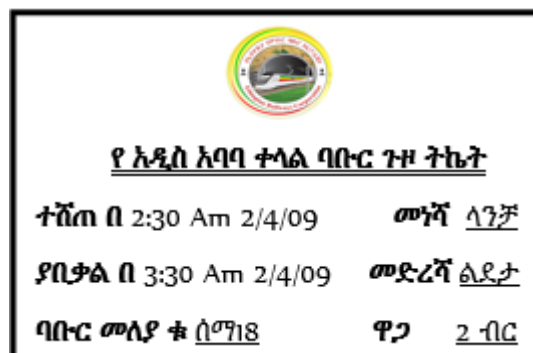 የ አዲስ አባባ ቀላል ባቡር ጉዞ ትኬት
ተሸጠ በ 2:30 Am 2/4/09 መነሻ ላንቻ
ያበቃል በ 3:30 Am 2/4/09 መድረሻ ልደታ
ባቡር መለያ ቁ ሰማ18 ዋጋ 2 ብር